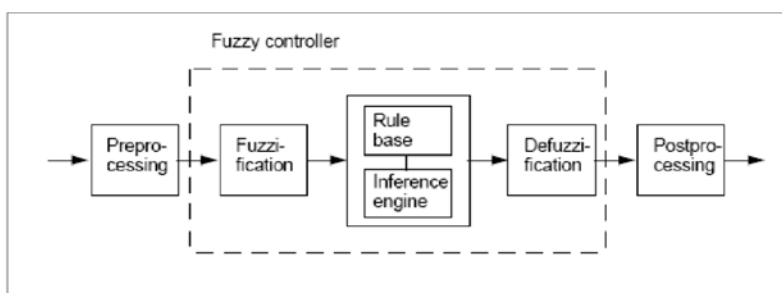 Fuzzy controller
Prepro-
cessing
Fuzzi-
fication
Rule
base
Inference
engine
Defuzzi-
fication
Postpro-
cessing